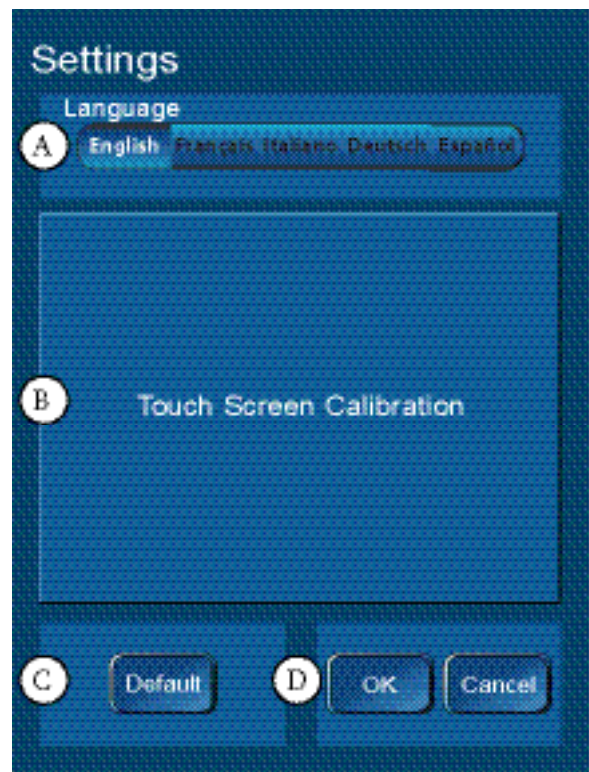 Settings
Language
A English Français Italiano Deutsch Español
B Touch Screen Calibration
C Default D OK Cancel